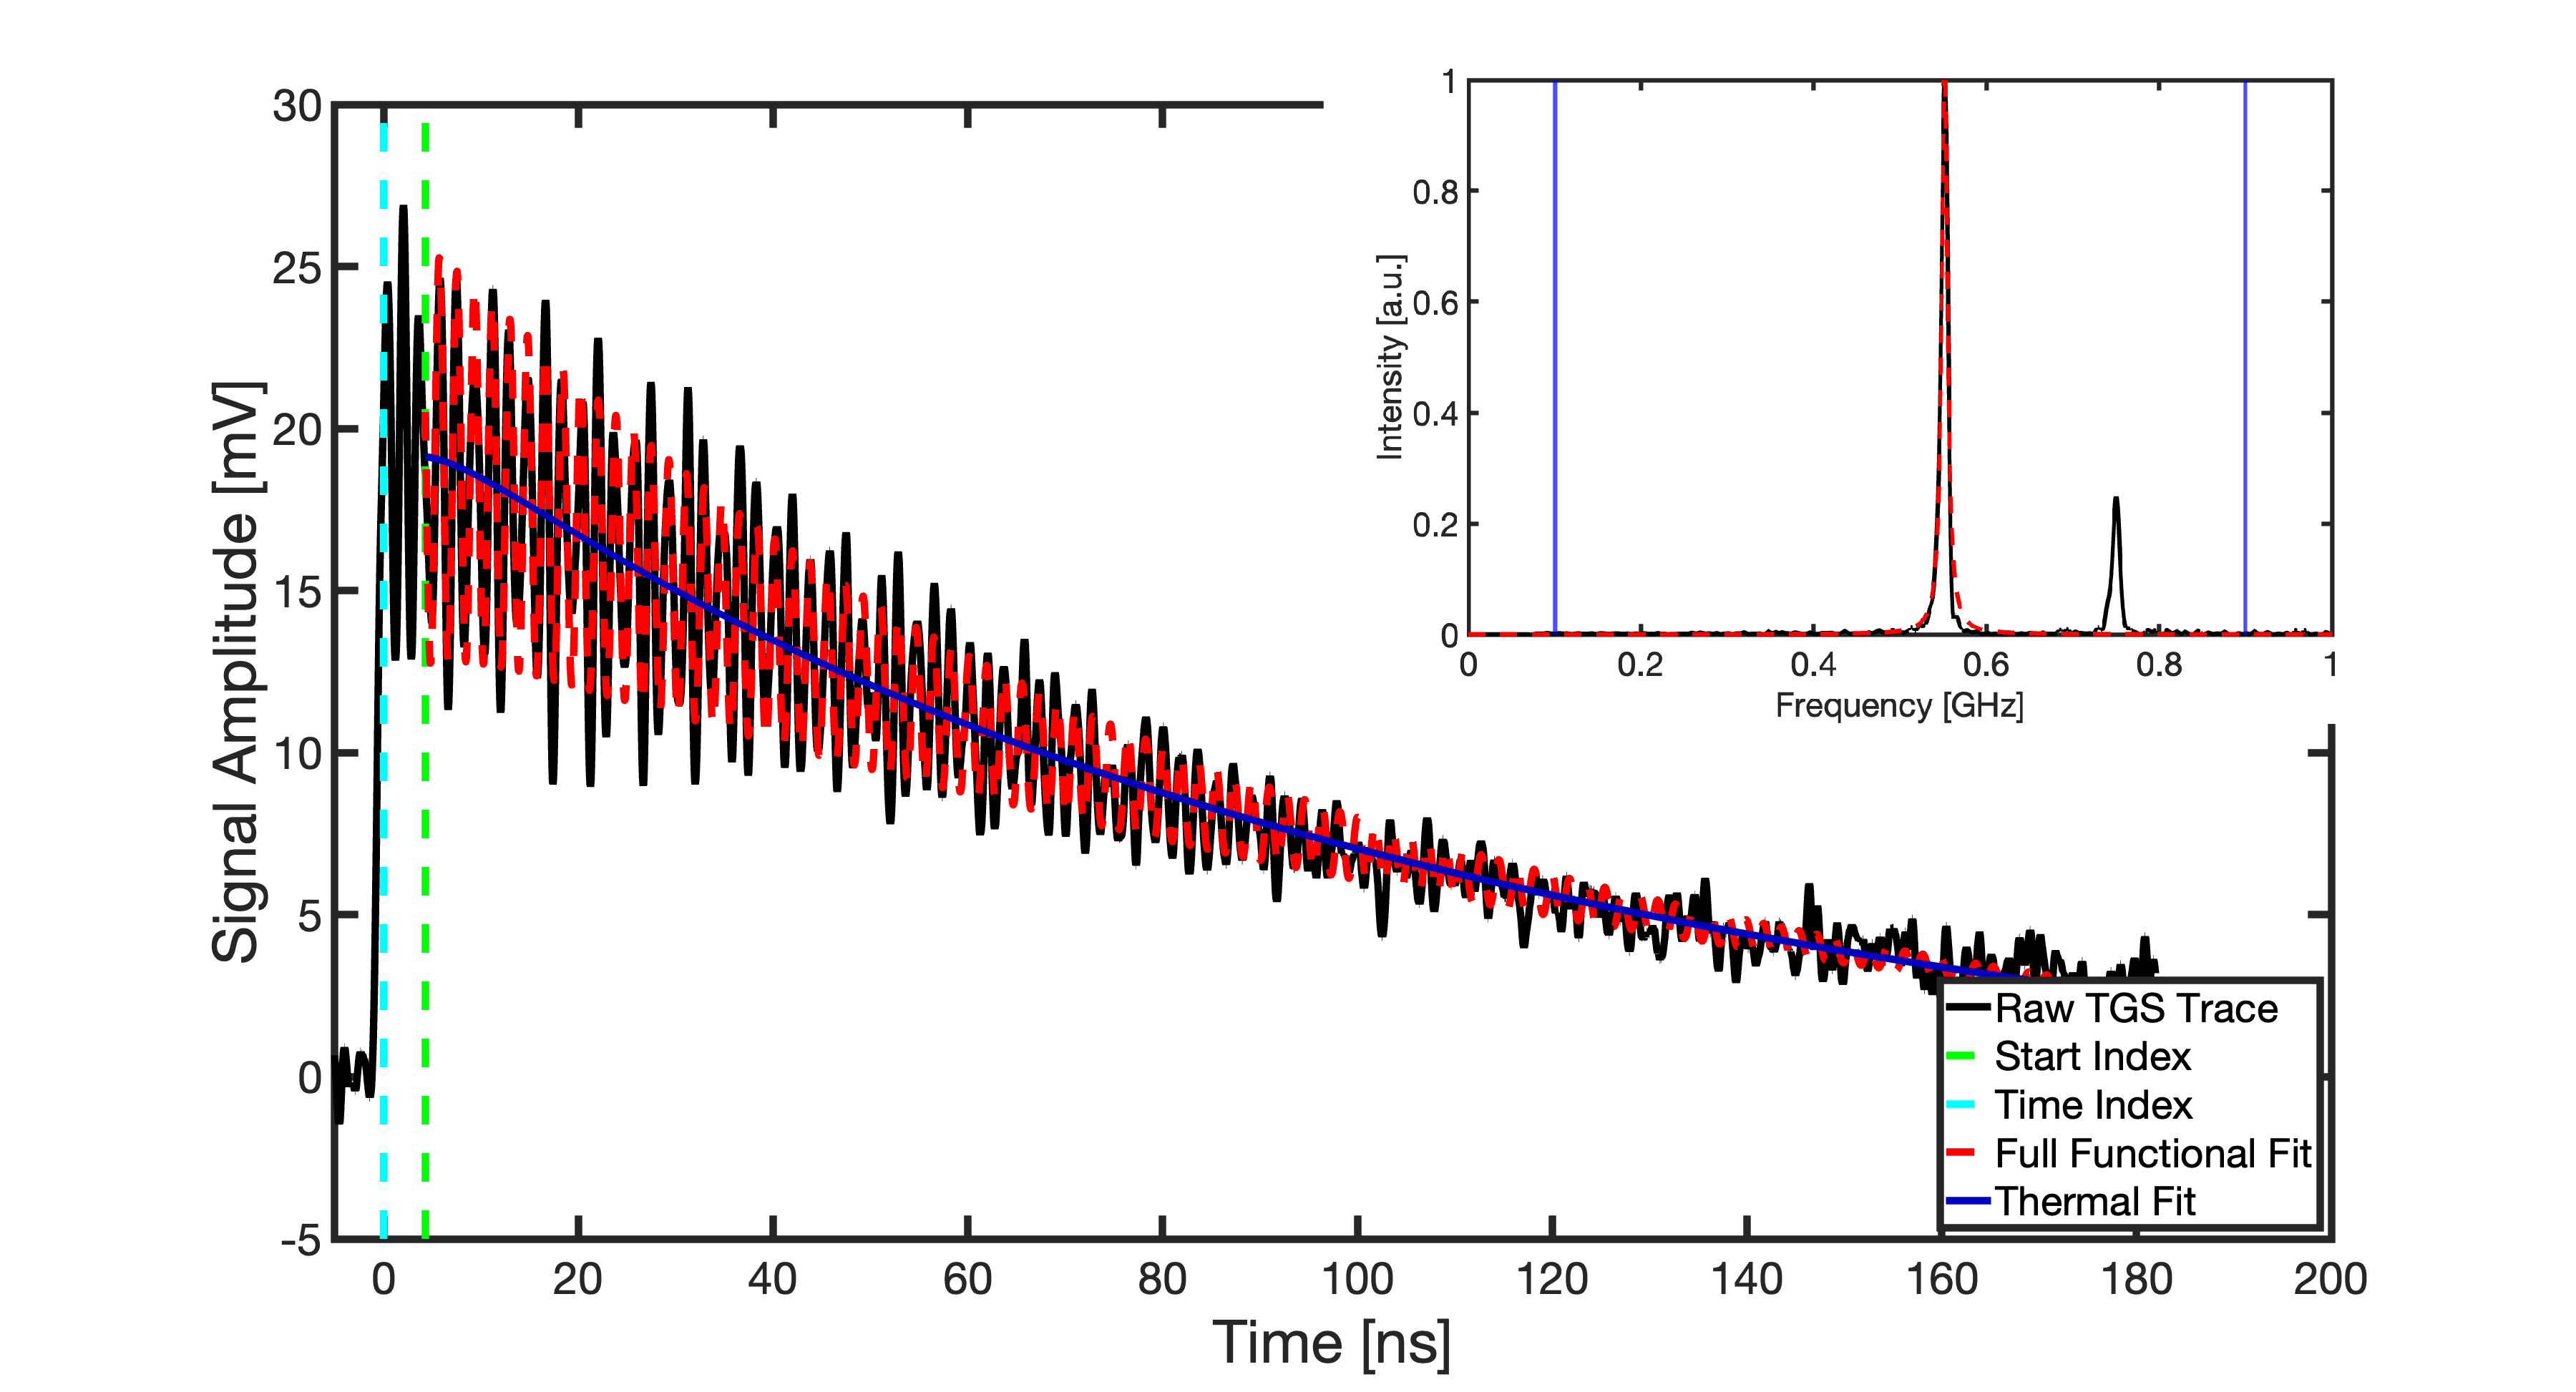 30
25
20
15
10
5
0
-5
Signal Amplitude [mV]
0 20 40 60 80 100 120 140 160 180 200
Time [ns]
1
0.8
0.6
0.4
0.2
0
Intensity [a.u.]
0 0.2 0.4 0.6 0.8 1
Frequency [GHz]
Raw TGS Trace
Start Index
Time Index
Full Functional Fit
Thermal Fit